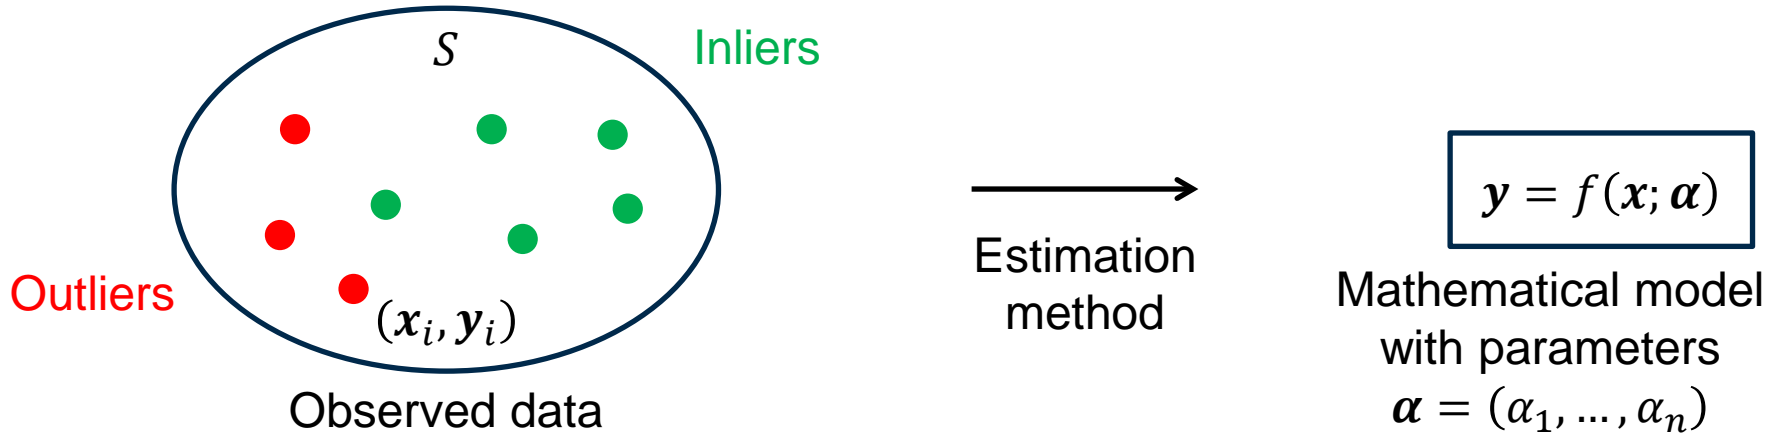 S
Inliers
Outliers
(𝒙ᵢ, 𝒚ᵢ)
Observed data
Estimation
method
𝒚 = f(𝒙; 𝜶)
Mathematical model
with parameters
𝜶 = (α₁, … , αₙ)